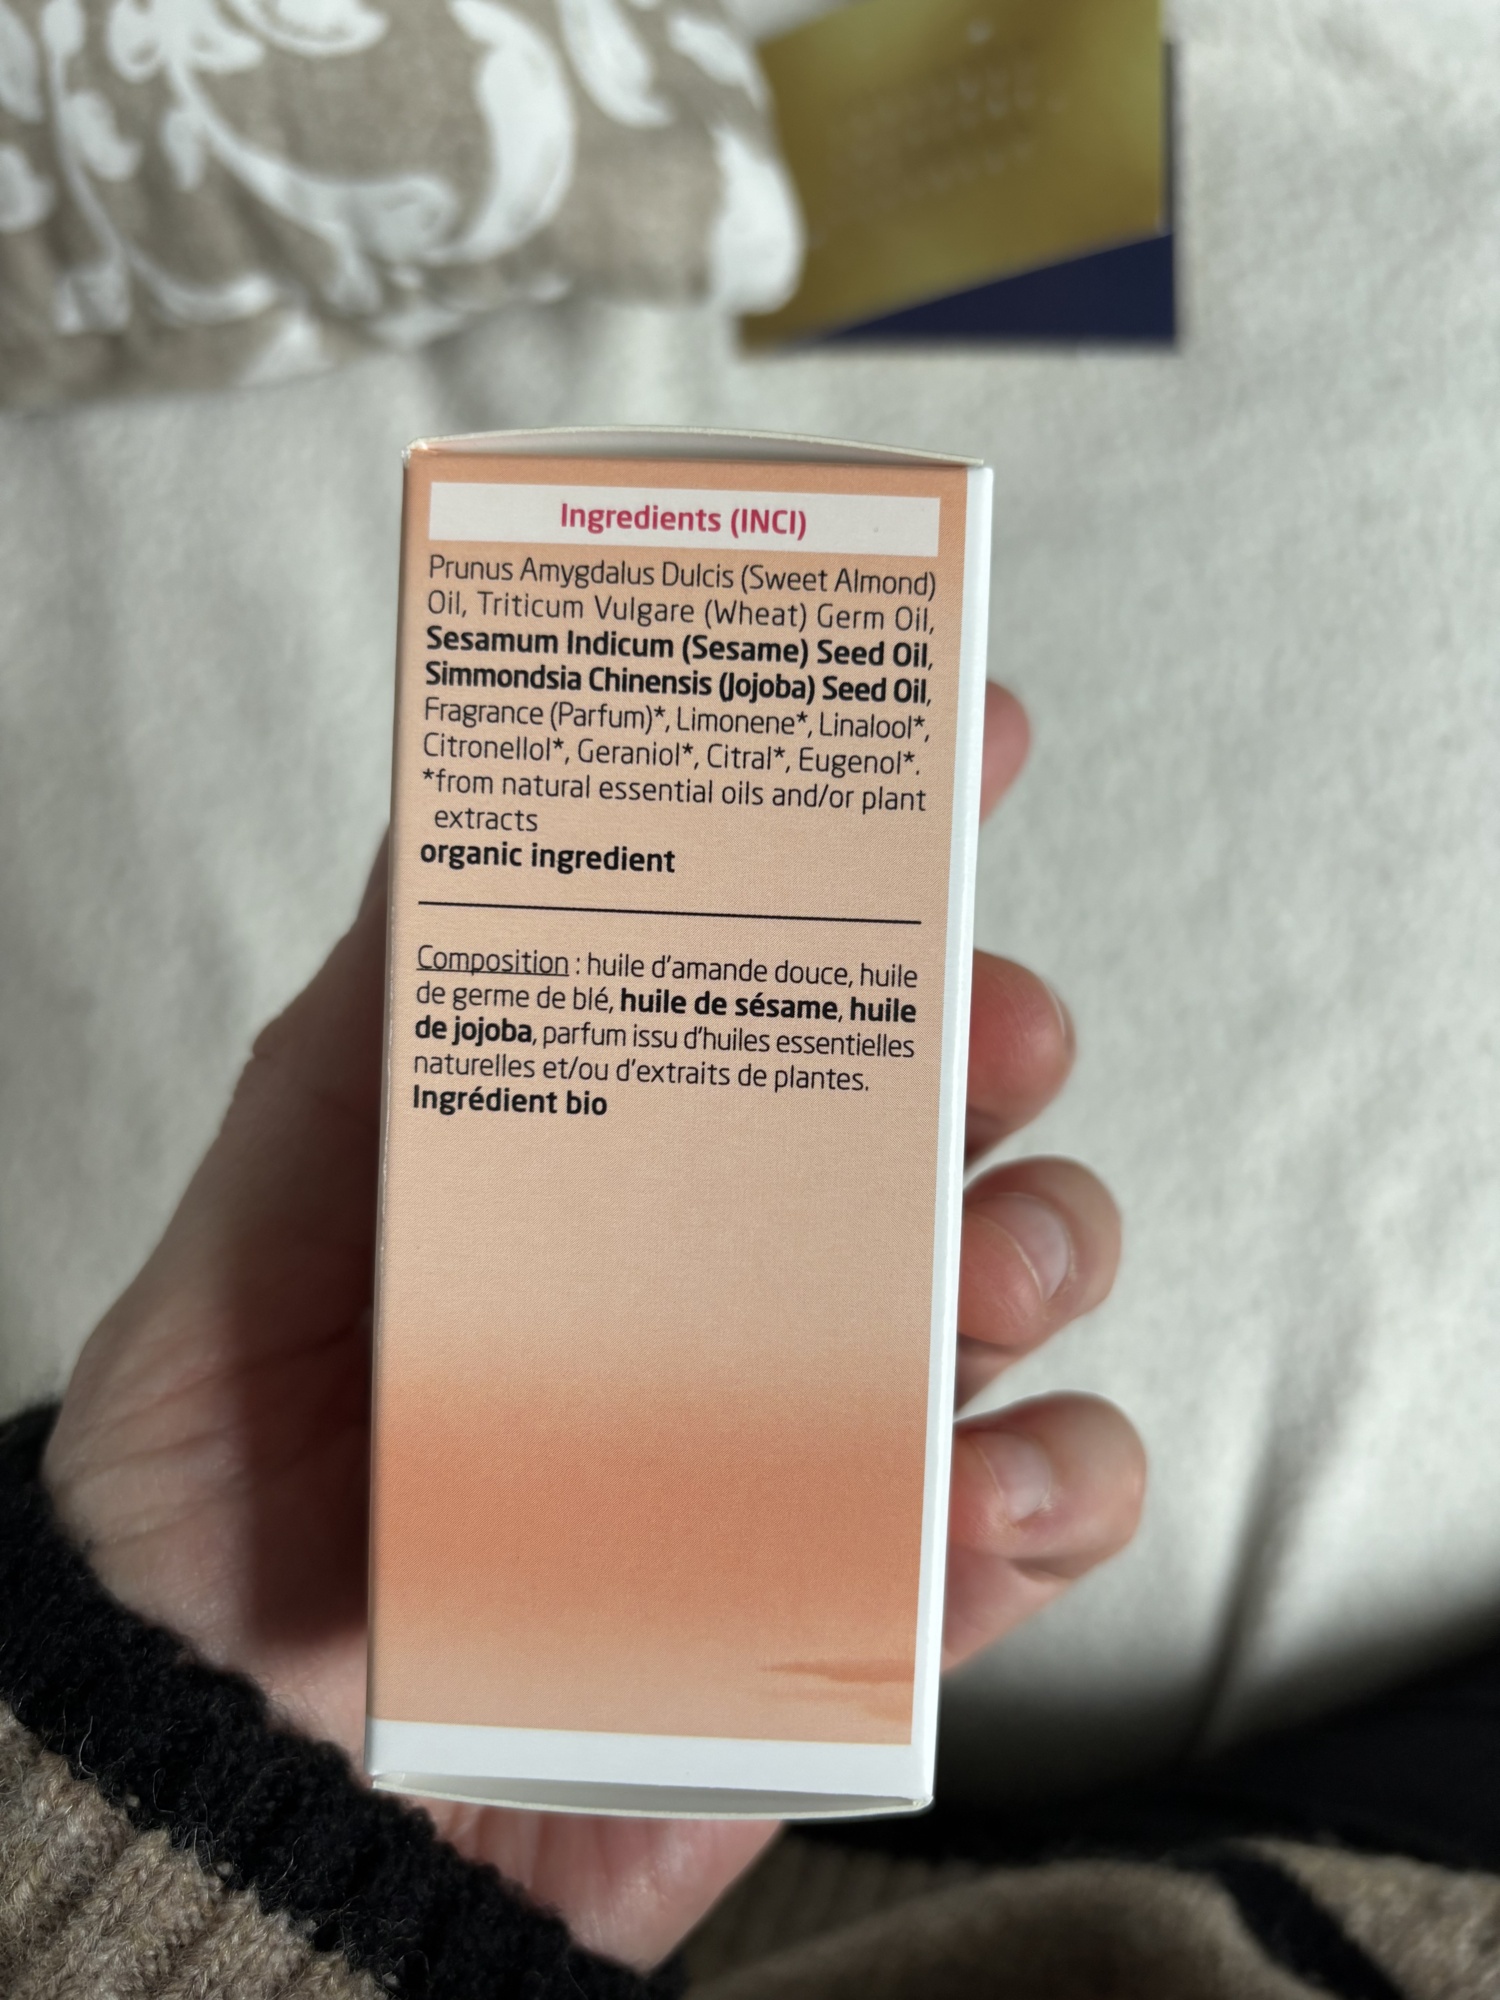 Ingredients (INCI)
Prunus Amygdalus Dulcis (Sweet Almond)
Oil, Triticum Vulgare (Wheat) Germ Oil,
Sesamum Indicum (Sesame) Seed Oil,
Simmondsia Chinensis (Jojoba) Seed Oil,
Fragrance (Parfum)*, Limonene*, Linalool*,
Citronellol*, Geraniol*, Citral*, Eugenol*.
*from natural essential oils and/or plant
extracts
organic ingredient
Composition : huile d'amande douce, huile
de germe de blé, huile de sésame, huile
de jojoba, parfum issu d'huiles essentielles
naturelles et/ou d'extraits de plantes.
Ingrédient bio